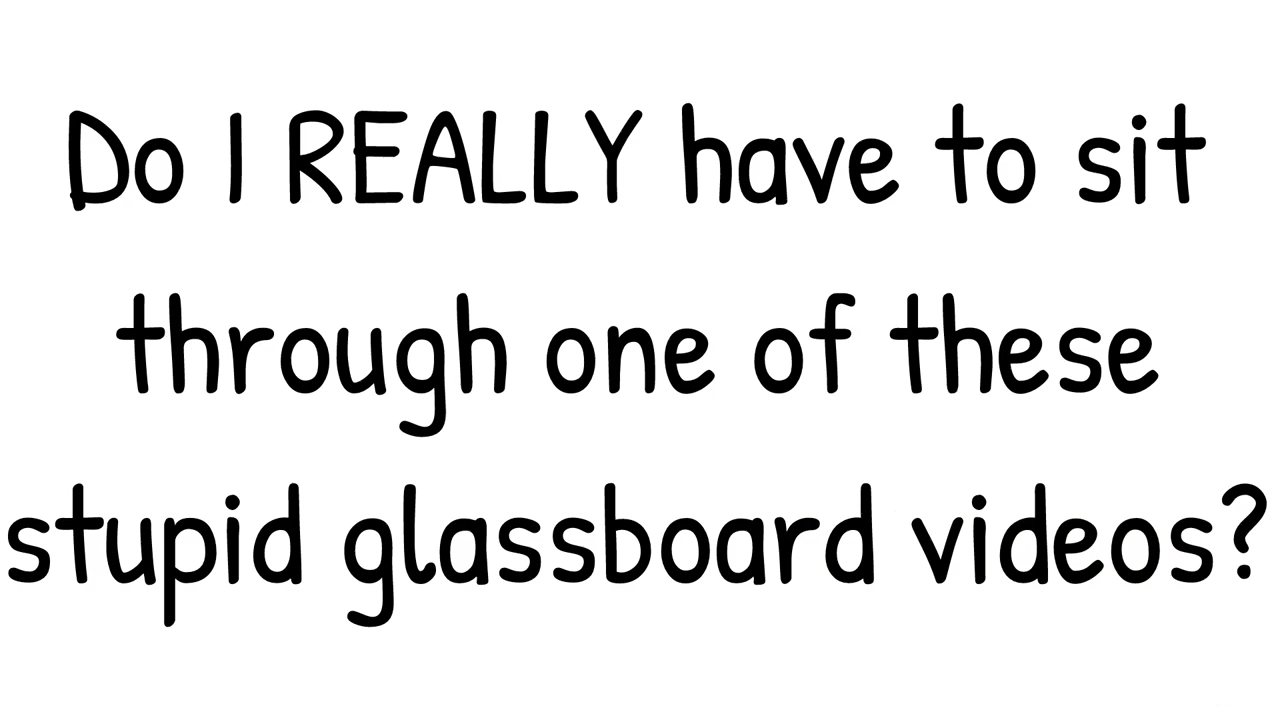 Do I REALLY have to sit
through one of these
stupid glassboard videos?